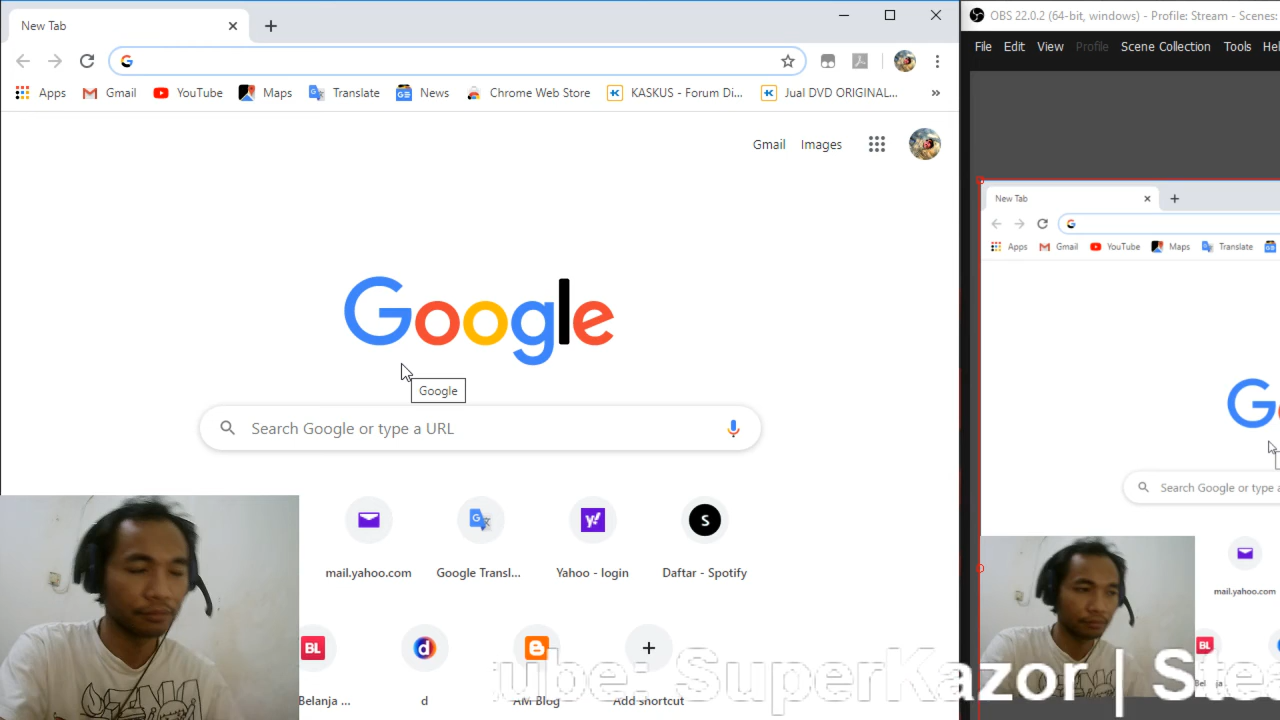 New Tab
OBS 22.0.2 (64-bit, windows) - Profile: Stream - Scenes:
File Edit View Profile Scene Collection Tools Hel
Apps Gmail YouTube Maps Translate News Chrome Web Store KASKUS - Forum Di... Jual DVD ORIGINAL... »
Gmail Images
New Tab
Apps Gmail YouTube Maps Translate
Google
Google
Search Google or type a URL
Search Google or type a
mail.yahoo.com Google Transl... Yahoo - login Daftar - Spotify
mail.yahoo.com
BL d
BL
Belanja ... d AM Blog Add shortcut
Belanja
ube: SuperKazor | Stea